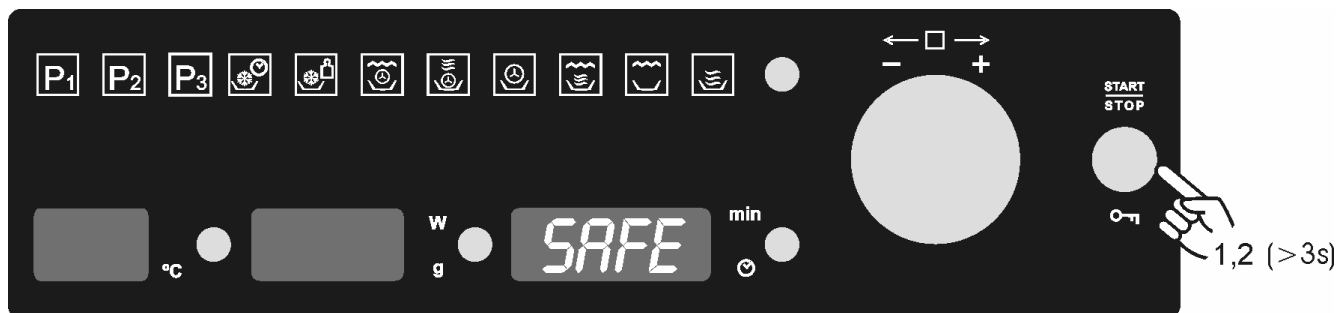 P1 P2 P3
← □ →
− +
START
STOP
°C
W
g
SAFE
min
1,2 (>3s)